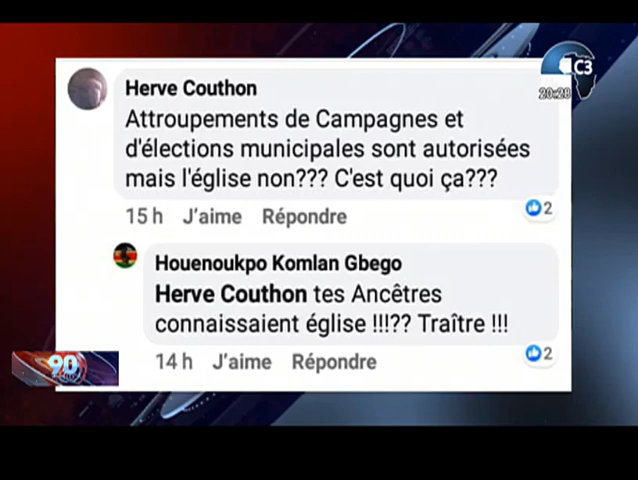 C3
20:28
Herve Couthon
Attroupements de Campagnes et
d'élections municipales sont autorisées
mais l'église non??? C'est quoi ça???
15 h J'aime Répondre
2
Houenoukpo Komlan Gbego
Herve Couthon tes Ancêtres
connaissaient église !!!?? Traître !!!
14 h J'aime Répondre
2
90